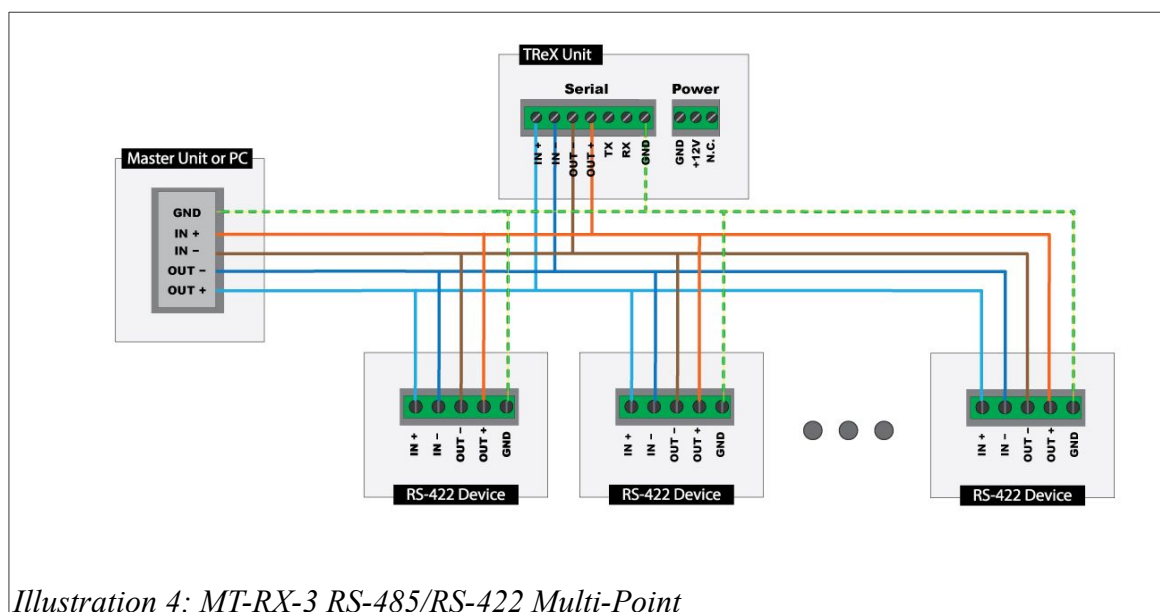 TReX Unit
Serial
Power
IN +
IN –
OUT –
OUT +
TX
RX
GND
GND
+12V
N.C.
Master Unit or PC
GND
IN +
IN –
OUT –
OUT +
IN +
IN –
OUT –
OUT +
GND
RS-422 Device
IN +
IN –
OUT –
OUT +
GND
RS-422 Device
IN +
IN –
OUT –
OUT +
GND
RS-422 Device
Illustration 4: MT-RX-3 RS-485/RS-422 Multi-Point